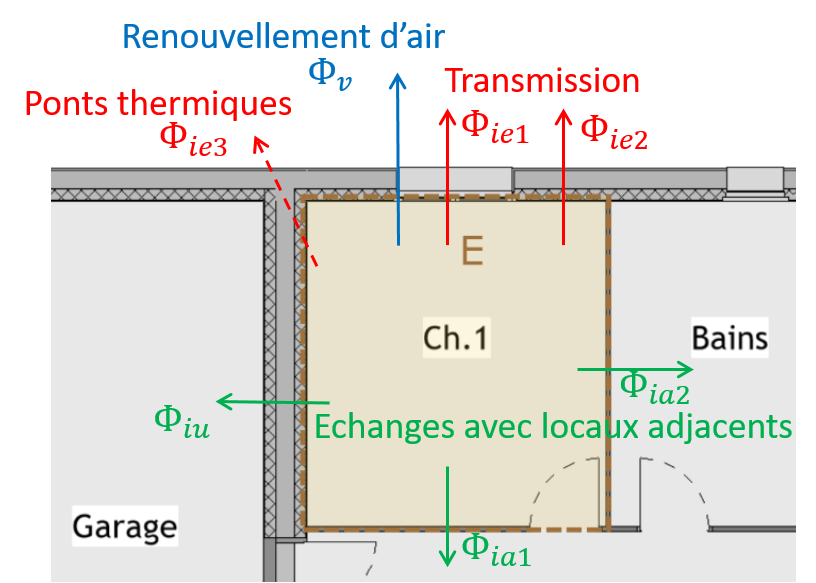 Renouvellement d’air
Φ𝑣
Transmission
Ponts thermiques
Φ𝑖𝑒1
Φ𝑖𝑒2
Φ𝑖𝑒3
E
Ch.1
Bains
Φ𝑖𝑎2
Φ𝑖𝑢
Echanges avec locaux adjacents
Garage
Φ𝑖𝑎1